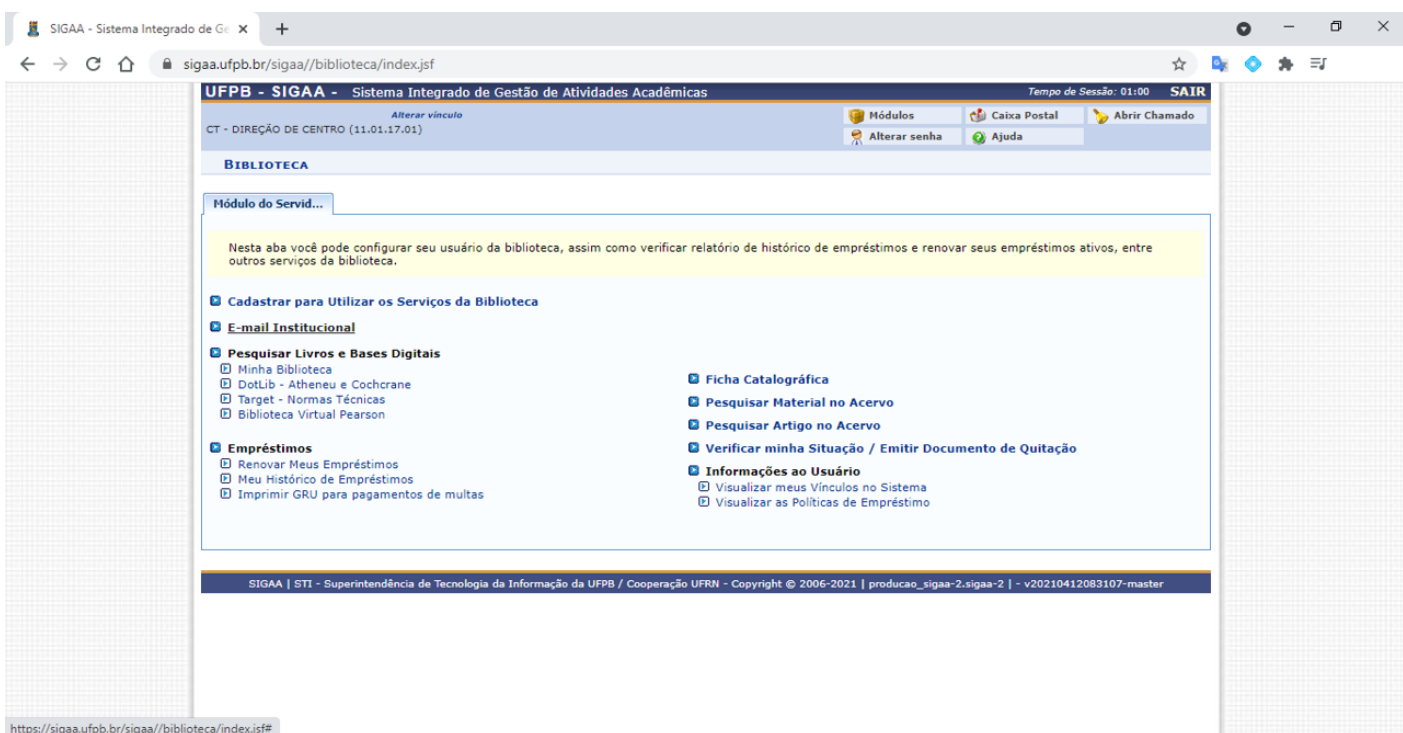 SIGAA - Sistema Integrado de Ge
sigaa.ufpb.br/sigaa//biblioteca/index.jsf
UFPB - SIGAA - Sistema Integrado de Gestão de Atividades Acadêmicas
Tempo de Sessão: 01:00 SAIR
Alterar vínculo
CT - DIREÇÃO DE CENTRO (11.01.17.01)
Módulos Caixa Postal Abrir Chamado
Alterar senha Ajuda
BIBLIOTECA
Módulo do Servid...
Nesta aba você pode configurar seu usuário da biblioteca, assim como verificar relatório de histórico de empréstimos e renovar seus empréstimos ativos, entre
outros serviços da biblioteca.
Cadastrar para Utilizar os Serviços da Biblioteca
E-mail Institucional
Pesquisar Livros e Bases Digitais
Minha Biblioteca
DotLib - Atheneu e Cochcrane
Target - Normas Técnicas
Biblioteca Virtual Pearson
Empréstimos
Renovar Meus Empréstimos
Meu Histórico de Empréstimos
Imprimir GRU para pagamentos de multas
Ficha Catalográfica
Pesquisar Material no Acervo
Pesquisar Artigo no Acervo
Verificar minha Situação / Emitir Documento de Quitação
Informações ao Usuário
Visualizar meus Vínculos no Sistema
Visualizar as Políticas de Empréstimo
SIGAA | STI - Superintendência de Tecnologia da Informação da UFPB / Cooperação UFRN - Copyright © 2006-2021 | producao_sigaa-2.sigaa-2 | - v20210412083107-master
https://sigaa.ufpb.br/sigaa//biblioteca/index.jsf#